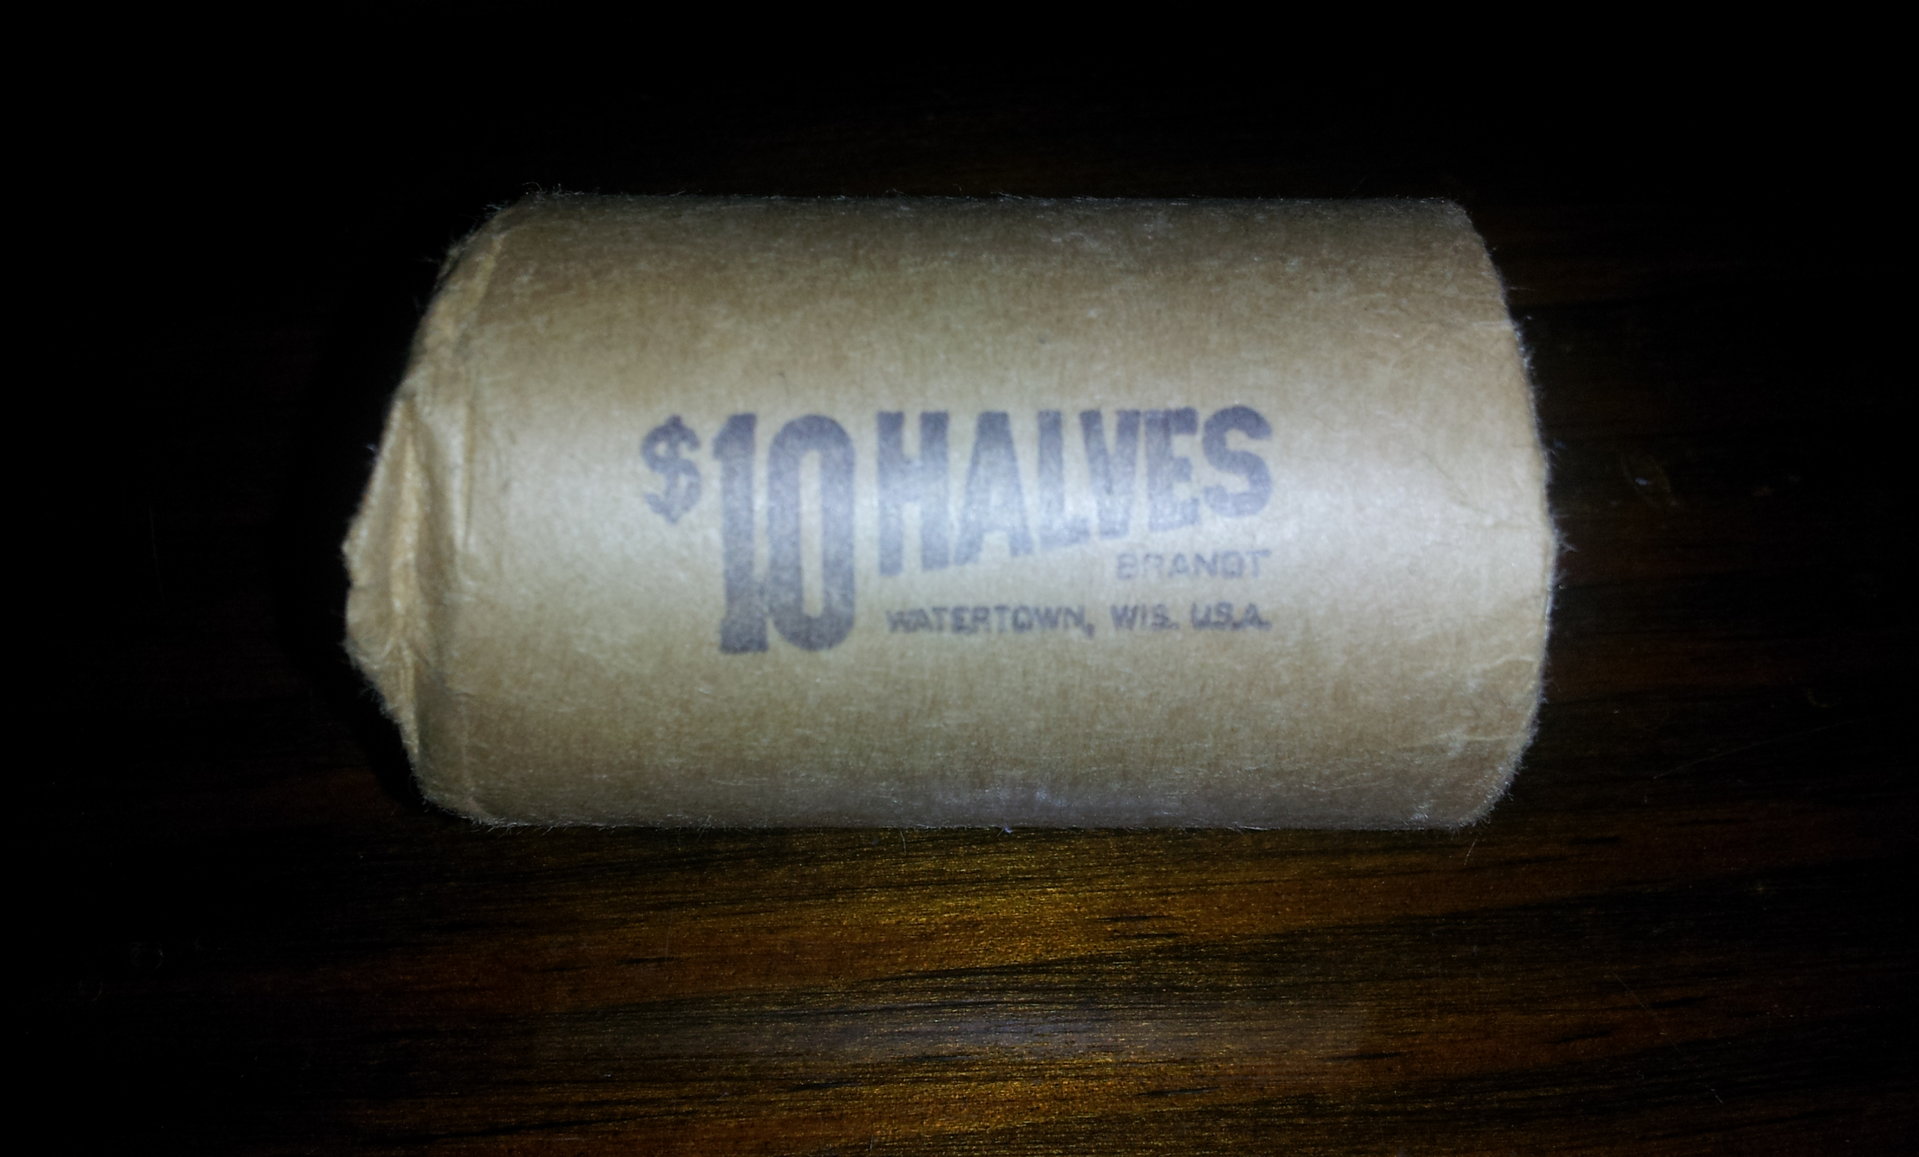 $10 HALVES
BRANDT
WATERTOWN, WIS. U.S.A.